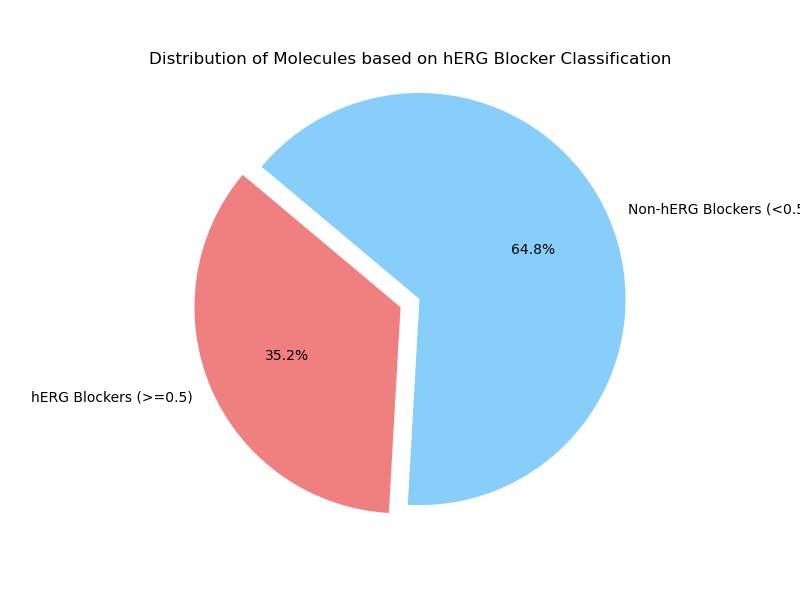 Distribution of Molecules based on hERG Blocker Classification
Non-hERG Blockers (<0.5
64.8%
35.2%
hERG Blockers (>=0.5)